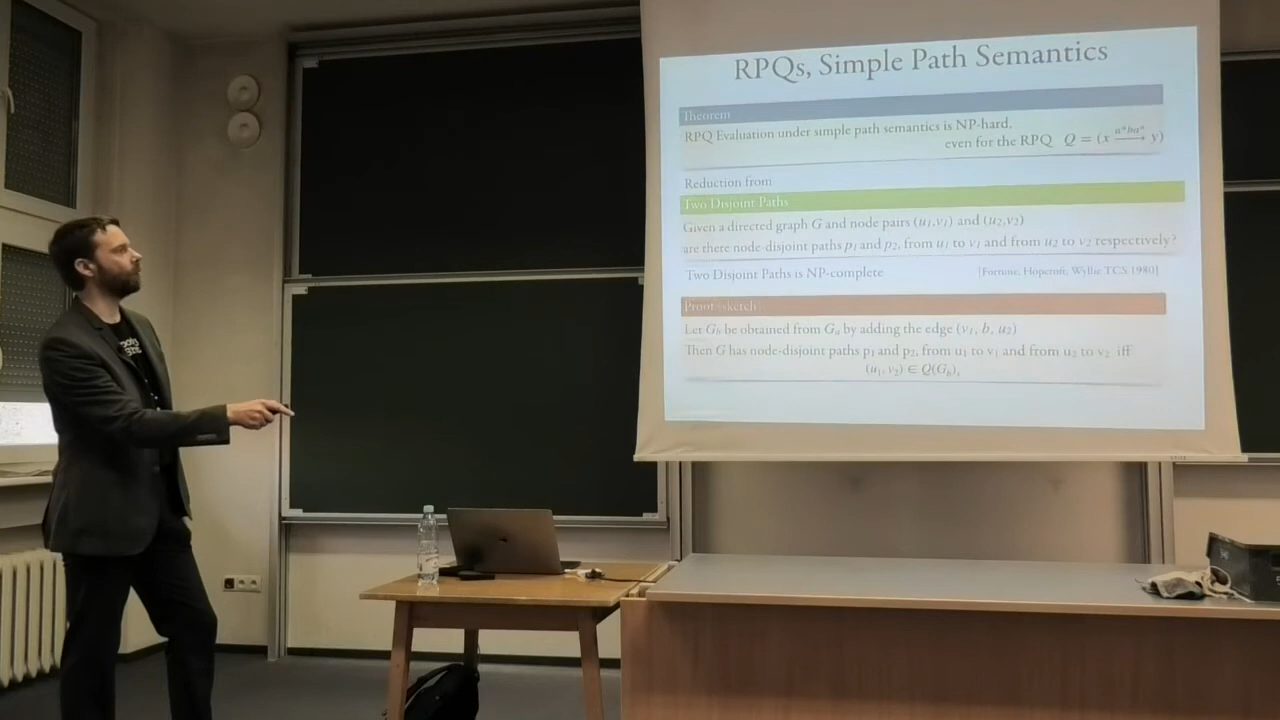 RPQs, Simple Path Semantics
Theorem
RPQ Evaluation under simple path semantics is NP-hard,
even for the RPQ Q = (x a*ba* → y)
Reduction from
Two Disjoint Paths
Given a directed graph G and node pairs (u1,v1) and (u2,v2)
are there node-disjoint paths p1 and p2, from u1 to v1 and from u2 to v2 respectively?
Two Disjoint Paths is NP-complete [Fortune, Hopcroft, Wyllie TCS 1980]
Proof (sketch)
Let Gb be obtained from Ga by adding the edge (v1, b, u2)
Then G has node-disjoint paths p1 and p2, from u1 to v1 and from u2 to v2 iff
(u1, v2) ∈ Q(Gb)s